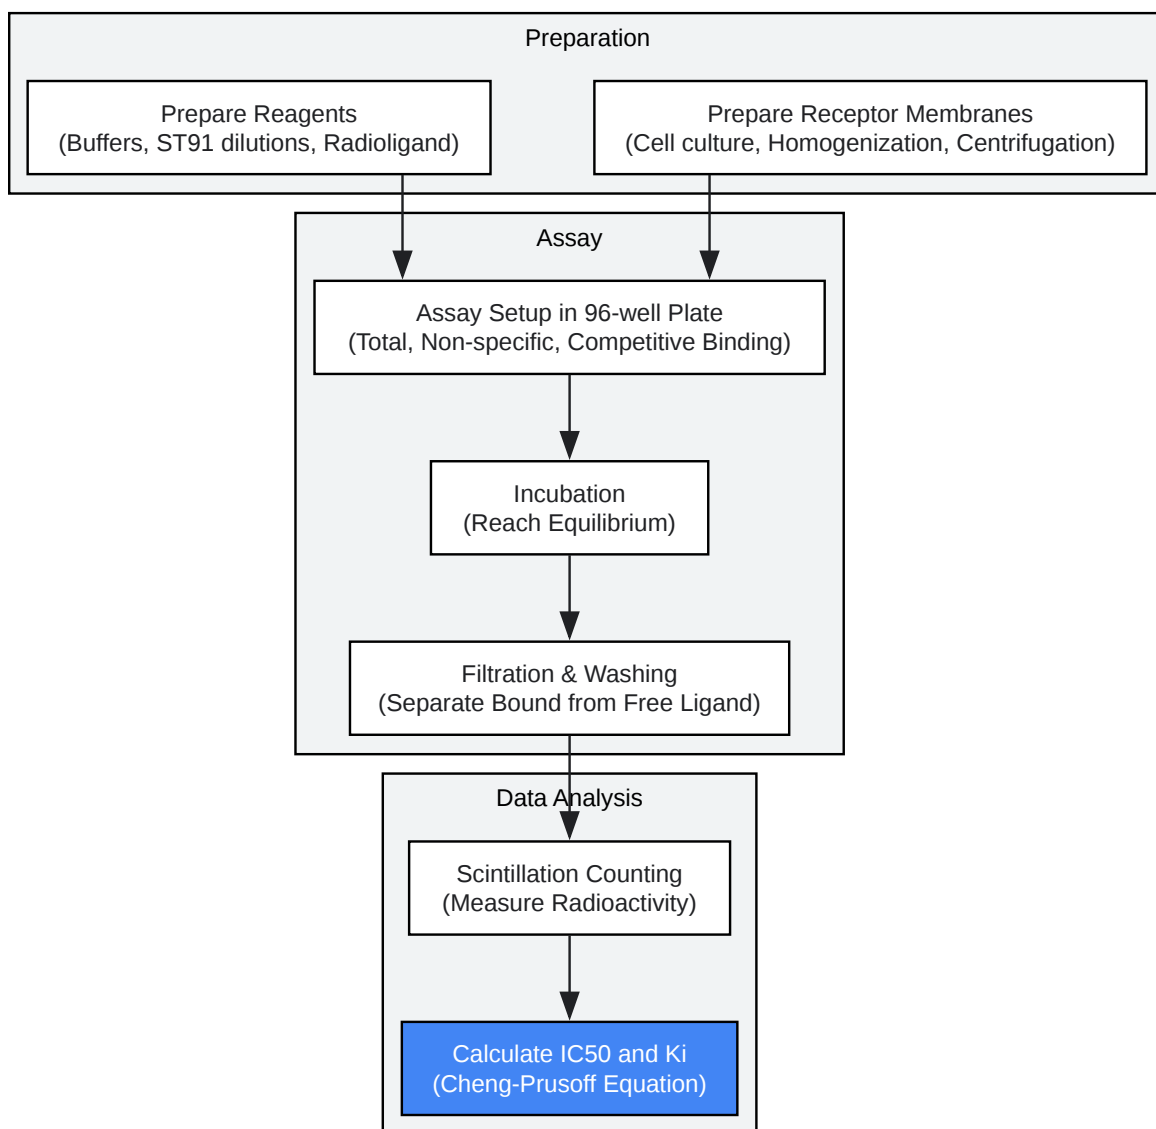 Preparation
Prepare Reagents
(Buffers, ST91 dilutions, Radioligand)
Prepare Receptor Membranes
(Cell culture, Homogenization, Centrifugation)
Assay
Assay Setup in 96-well Plate
(Total, Non-specific, Competitive Binding)
Incubation
(Reach Equilibrium)
Filtration & Washing
(Separate Bound from Free Ligand)
Data Analysis
Scintillation Counting
(Measure Radioactivity)
Calculate IC50 and Ki
(Cheng-Prusoff Equation)